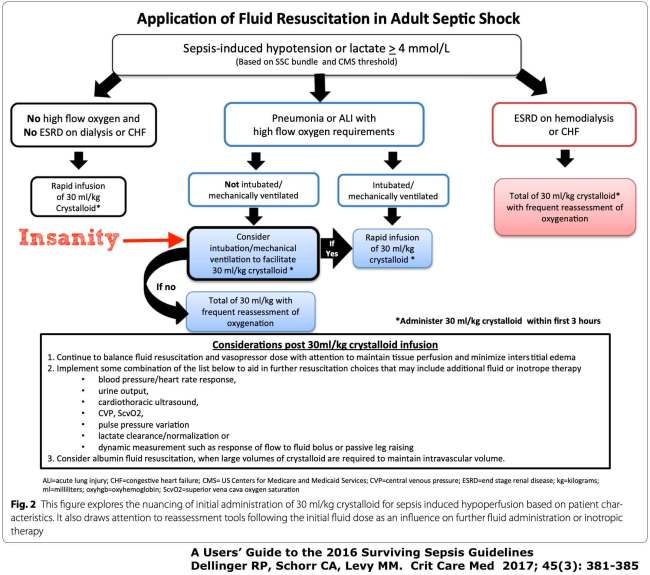 Application of Fluid Resuscitation in Adult Septic Shock
Sepsis-induced hypotension or lactate > 4 mmol/L
(Based on SSC bundle and CMS threshold)
No high flow oxygen and
No ESRD on dialysis or CHF
Pneumonia or ALI with
high flow oxygen requirements
ESRD on hemodialysis
or CHF
Rapid infusion
of 30 ml/kg
Crystalloid*
Not intubated/
mechanically ventilated
Intubated/
mechanically ventilated
Total of 30 ml/kg crystalloid*
with frequent reassessment of
oxygenation
Insanity
Consider
intubation/mechanical
ventilation to facilitate
30 ml/kg crystalloid *
If
Yes
Rapid infusion
of 30 ml/kg
crystalloid *
If no
Total of 30 ml/kg with
frequent reassessment of
oxygenation
*Administer 30 ml/kg crystalloid within first 3 hours
Considerations post 30ml/kg crystalloid infusion
1. Continue to balance fluid resuscitation and vasopressor dose with attention to maintain tissue perfusion and minimize interstitial edema
2. Implement some combination of the list below to aid in further resuscitation choices that may include additional fluid or inotrope therapy
• blood pressure/heart rate response,
• urine output,
• cardiothoracic ultrasound,
• CVP, ScvO2,
• pulse pressure variation
• lactate clearance/normalization or
• dynamic measurement such as response of flow to fluid bolus or passive leg raising
3. Consider albumin fluid resuscitation, when large volumes of crystalloid are required to maintain intravascular volume.
ALI=acute lung injury; CHF=congestive heart failure; CMS= US Centers for Medicare and Medicaid Services; CVP=central venous pressure; ESRD=end stage renal disease; kg=kilograms;
ml=milliliters; oxyhgb=oxyhemoglobin; ScvO2=superior vena cava oxygen saturation
Fig. 2 This figure explores the nuancing of initial administration of 30 ml/kg crystalloid for sepsis induced hypoperfusion based on patient char-
acteristics. It also draws attention to reassessment tools following the initial fluid dose as an influence on further fluid administration or inotropic
therapy
A Users’ Guide to the 2016 Surviving Sepsis Guidelines
Dellinger RP, Schorr CA, Levy MM. Crit Care Med 2017; 45(3): 381-385